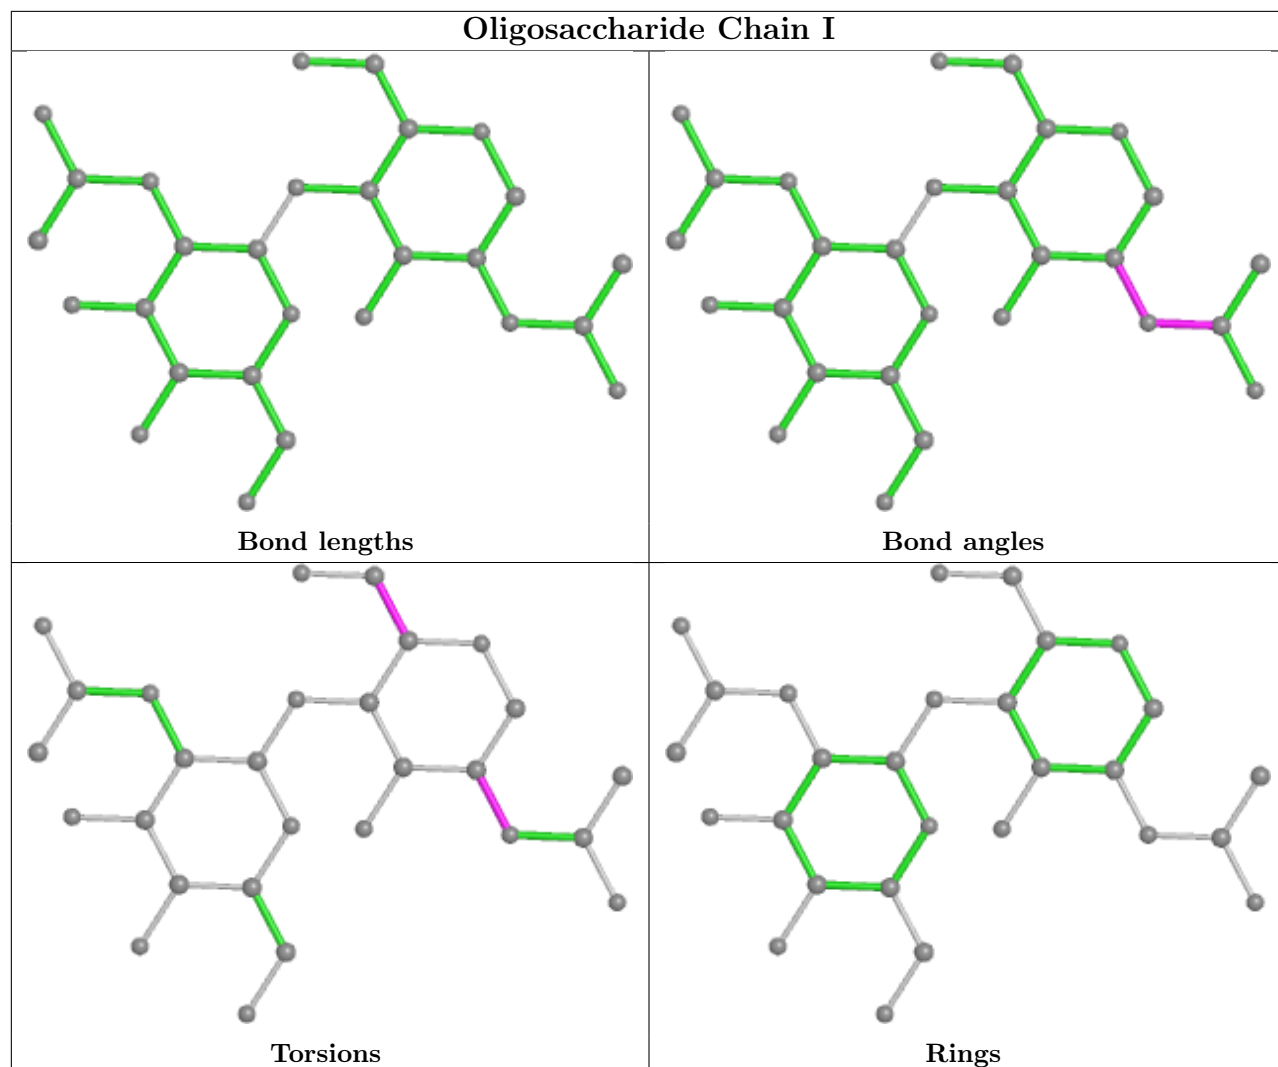 Oligosaccharide Chain I
Bond lengths
Bond angles
Torsions
Rings